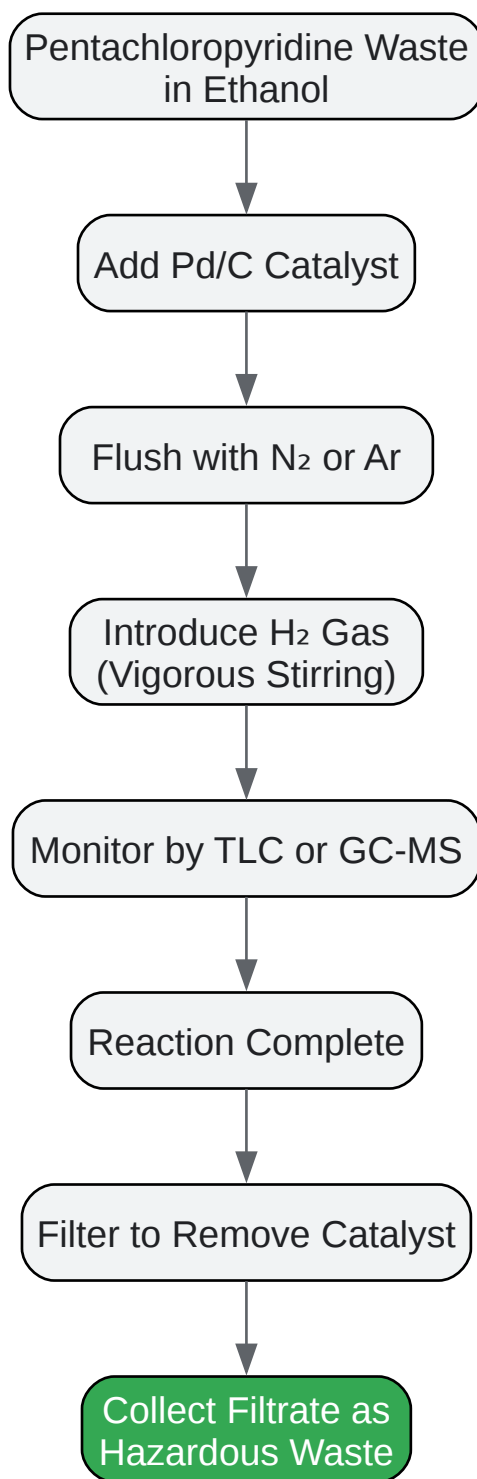 Pentachloropyridine Waste
in Ethanol
Add Pd/C Catalyst
Flush with N₂ or Ar
Introduce H₂ Gas
(Vigorous Stirring)
Monitor by TLC or GC-MS
Reaction Complete
Filter to Remove Catalyst
Collect Filtrate as
Hazardous Waste